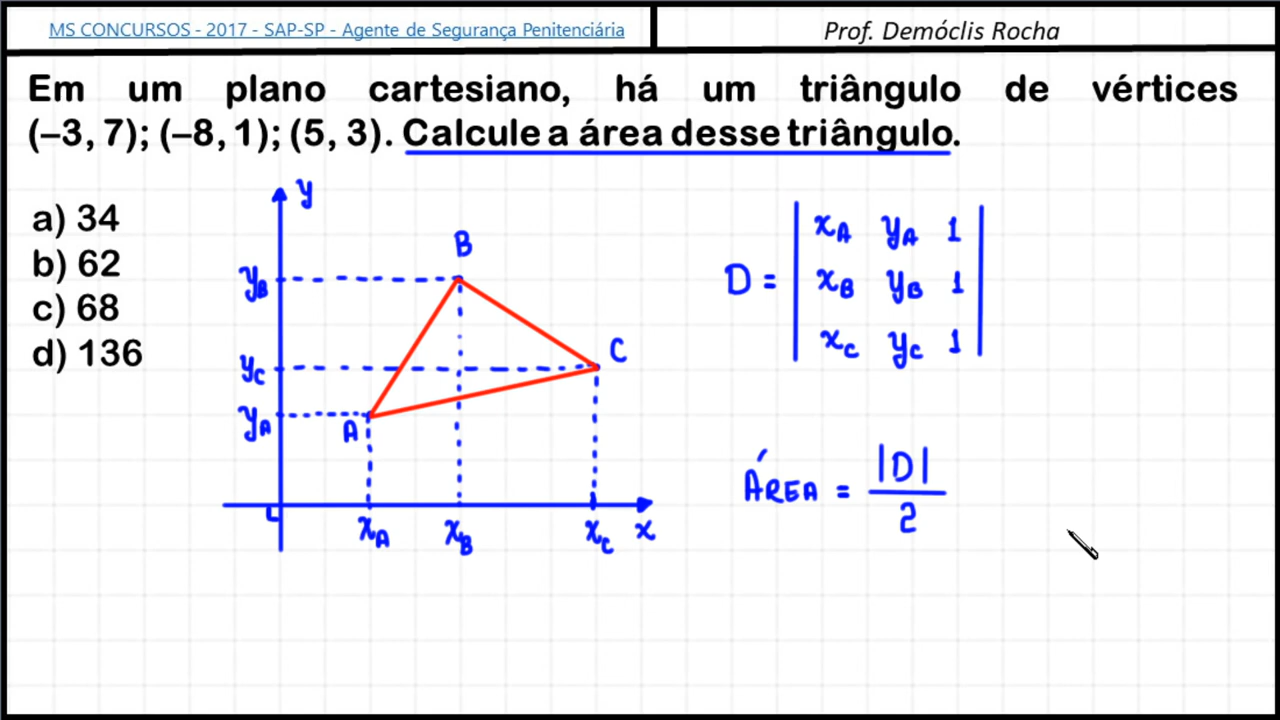 MS CONCURSOS - 2017 - SAP-SP - Agente de Segurança Penitenciária
Prof. Demóclis Rocha
Em um plano cartesiano, há um triângulo de vértices
(–3, 7); (–8, 1); (5, 3). Calcule a área desse triângulo.
a) 34
b) 62
c) 68
d) 136
y
B
yB
C
yC
yA
A
xA
xB
xC
x
D = | xA yA 1 |
| xB yB 1 |
| xC yC 1 |
ÁREA = |D|
2